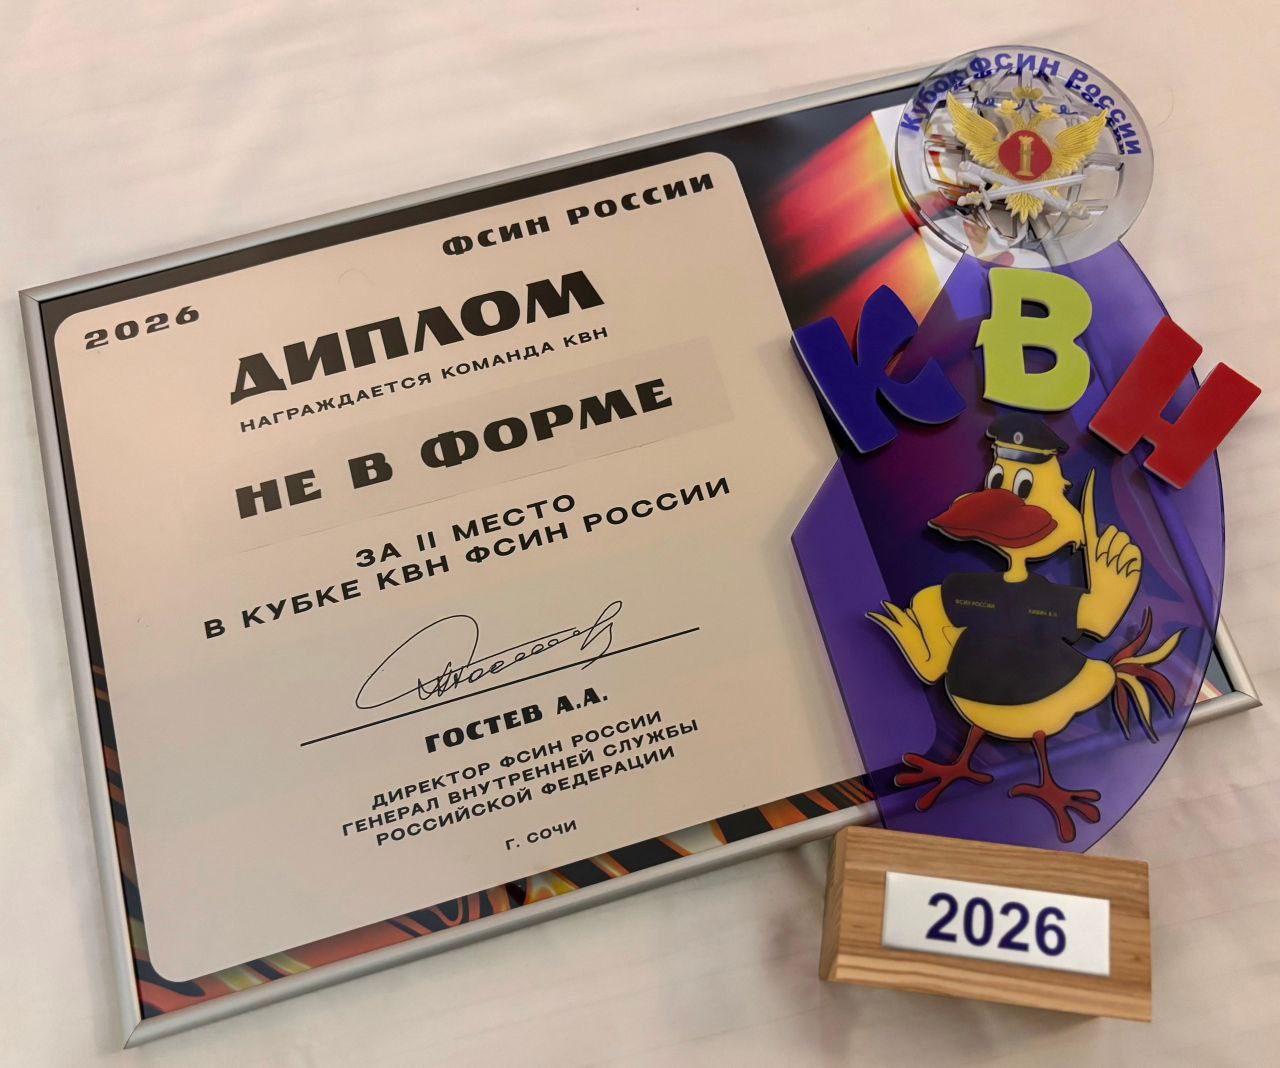 2026
ФСИН РОССИИ
ДИПЛОМ
НАГРАЖДАЕТСЯ КОМАНДА КВН
НЕ В ФОРМЕ
ЗА II МЕСТО
В КУБКЕ КВН ФСИН РОССИИ
ГОСТЕВ А.А.
ДИРЕКТОР ФСИН РОССИИ
ГЕНЕРАЛ ВНУТРЕННЕЙ СЛУЖБЫ
РОССИЙСКОЙ ФЕДЕРАЦИИ
Г. СОЧИ
Кубок ФСИН России
КВН
ФСИН РОССИИ
2026